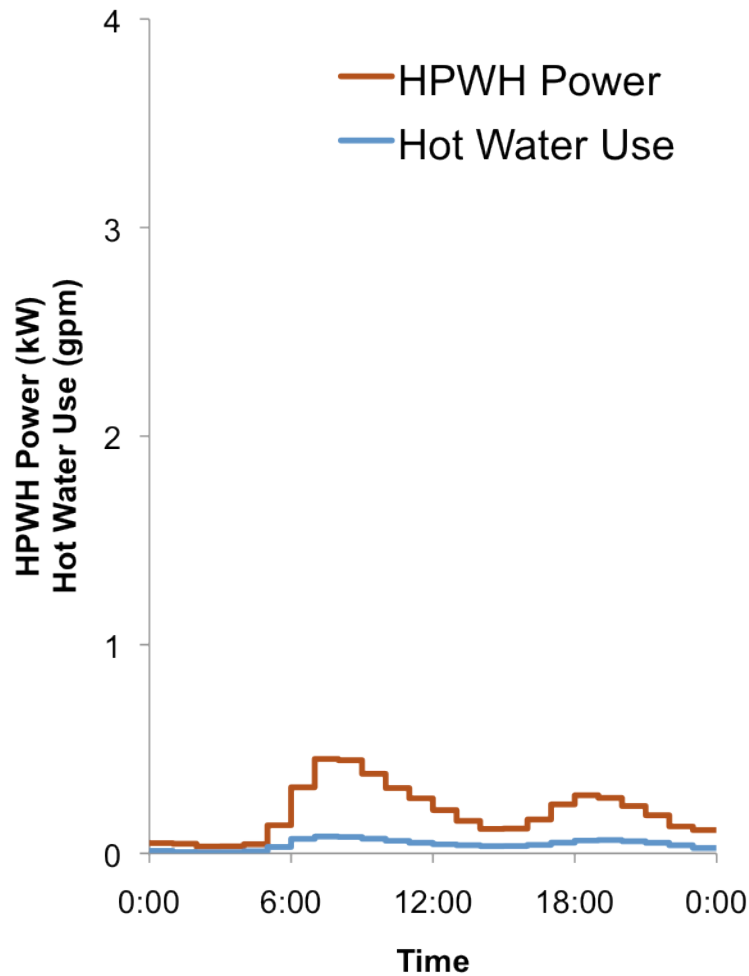 4
HPWH Power
Hot Water Use
3
HPWH Power (kW)
Hot Water Use (gpm)
2
1
0
0:00 6:00 12:00 18:00 0:00
Time